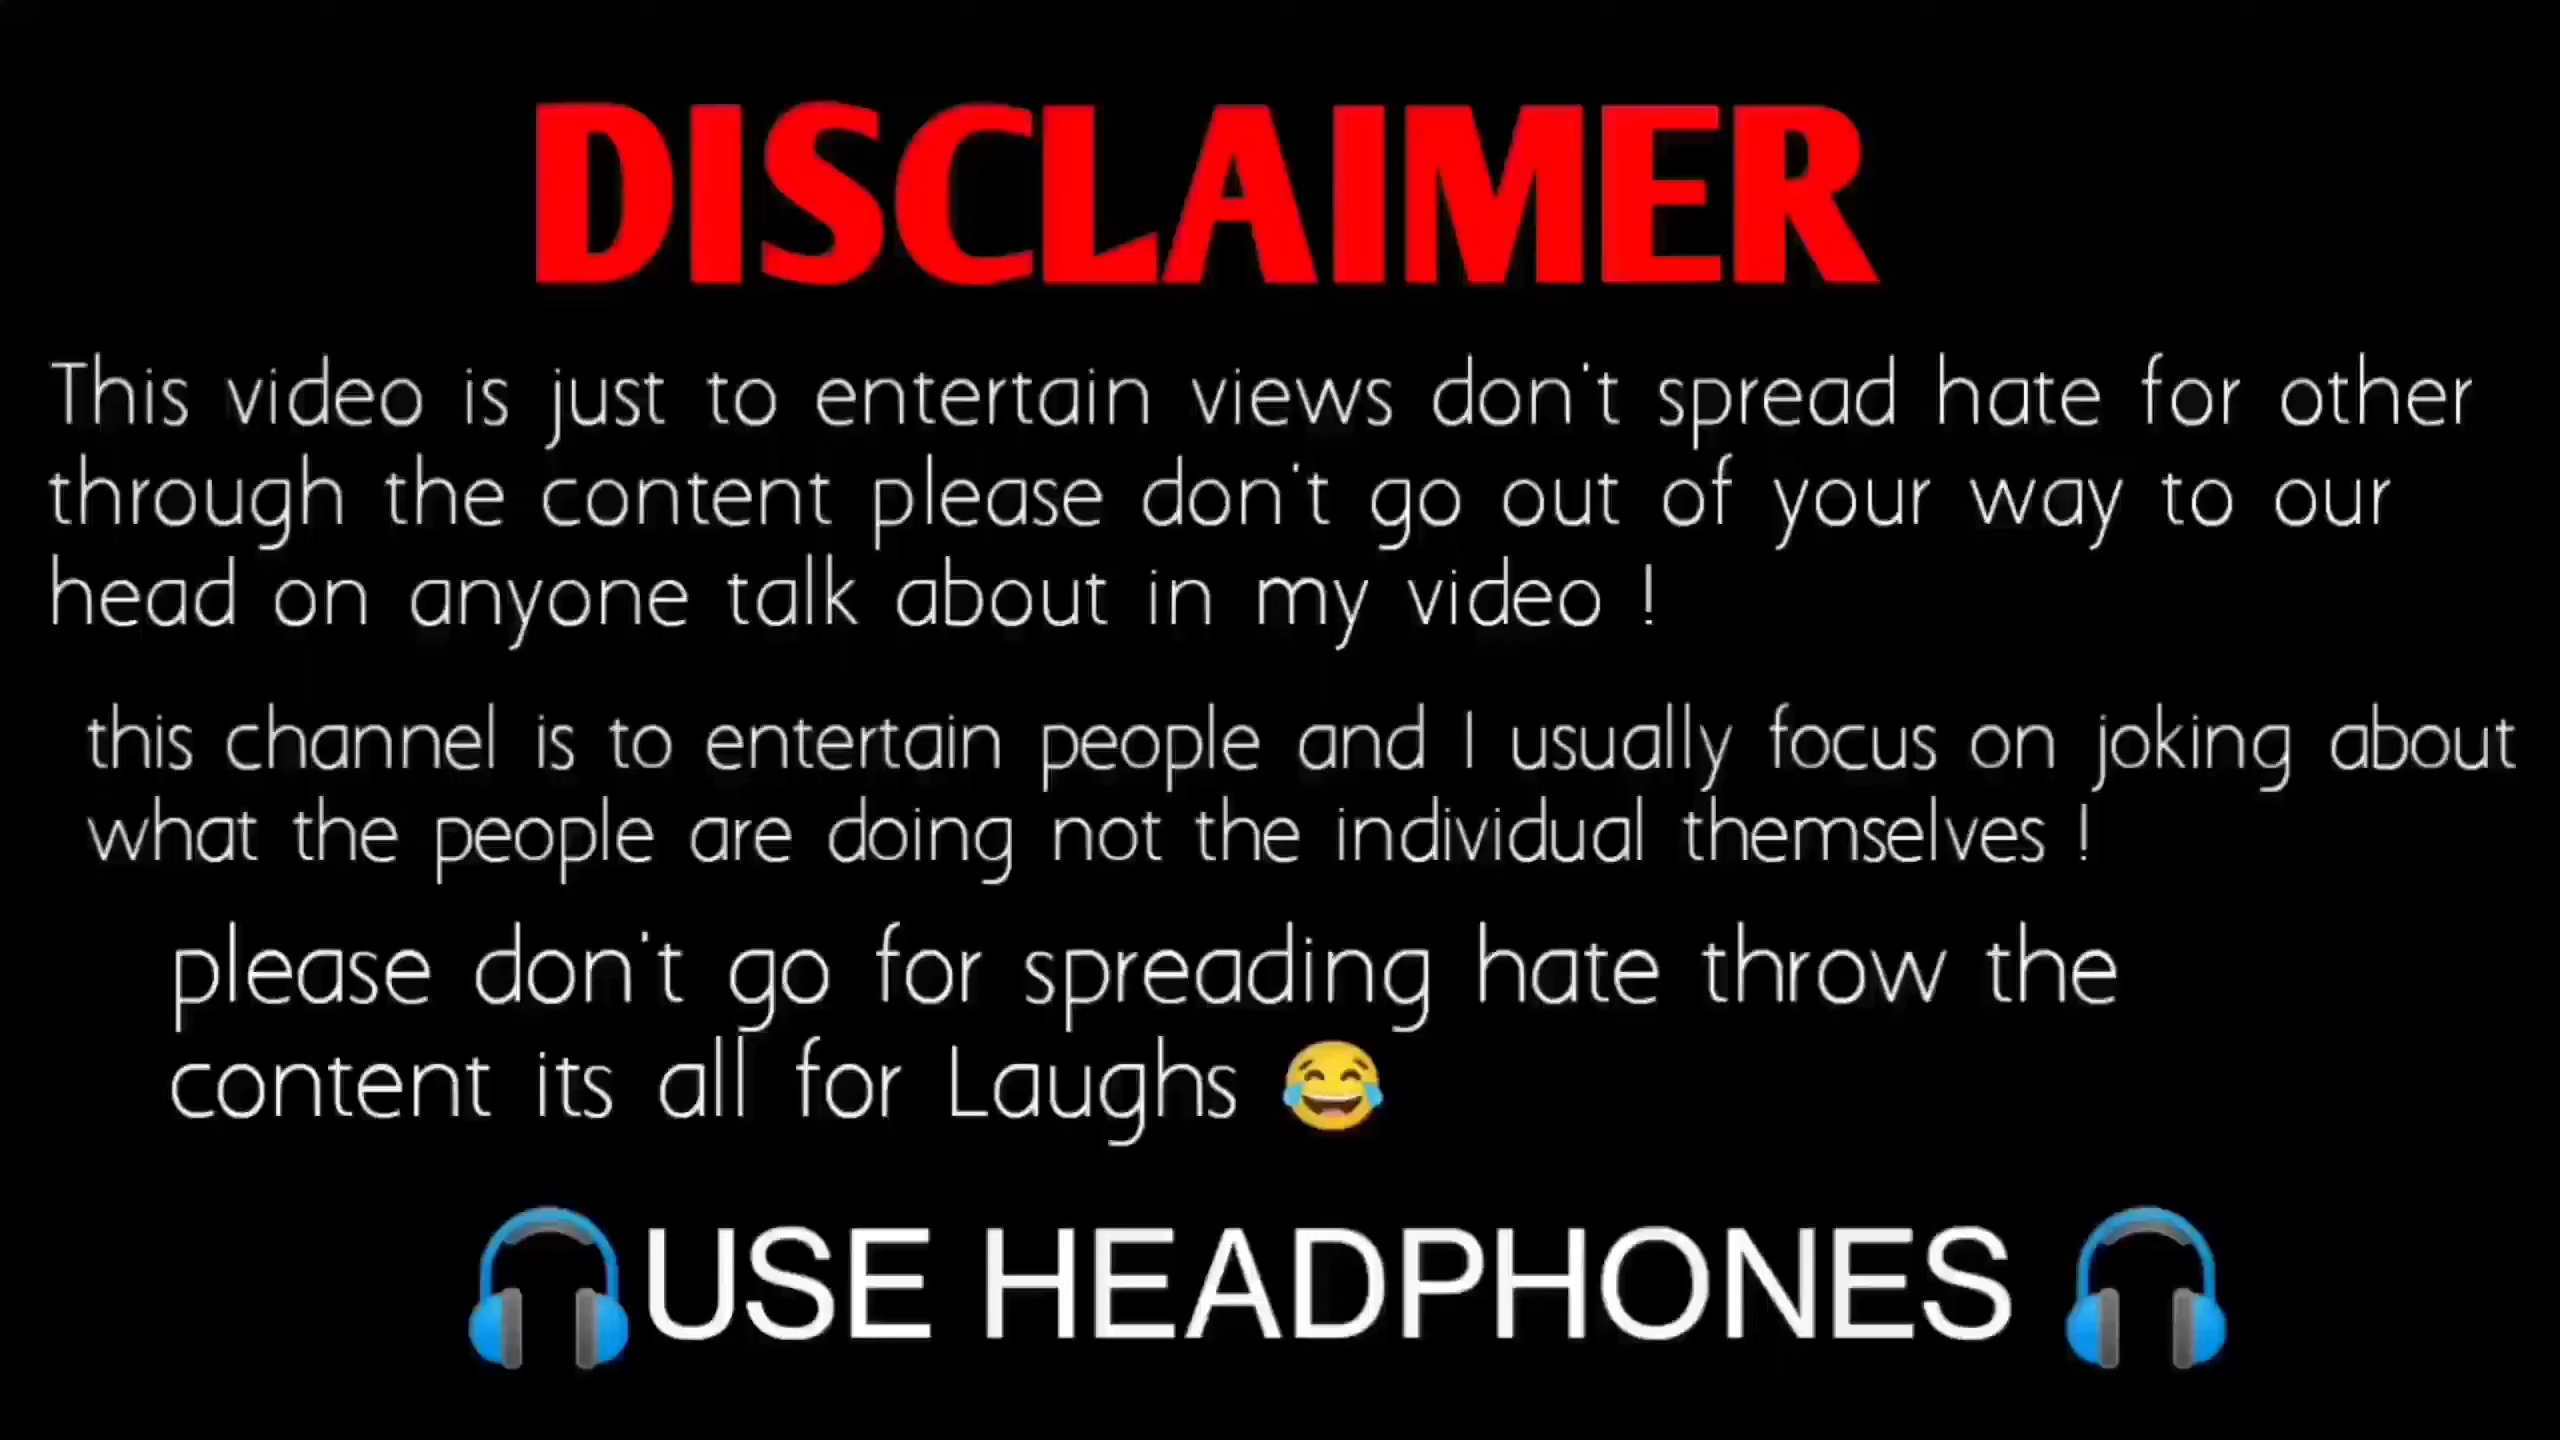 DISCLAIMER
This video is just to entertain views don't spread hate for other
through the content please don't go out of your way to our
head on anyone talk about in my video !
this channel is to entertain people and I usually focus on joking about
what the people are doing not the individual themselves !
please don't go for spreading hate throw the
content its all for Laughs 😂
🎧USE HEADPHONES 🎧